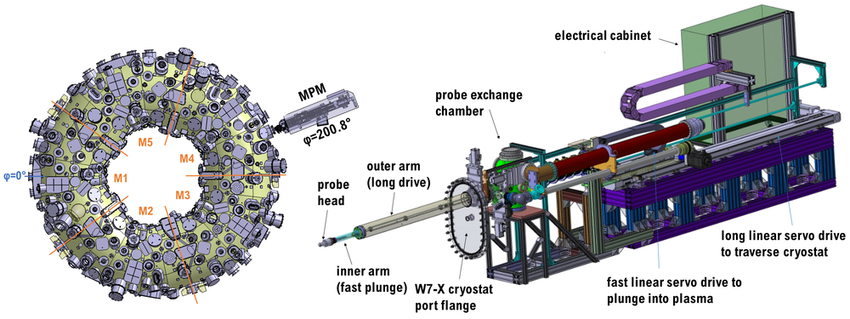 MPM
φ=200.8°
M5
M4
φ=0°
M1
M3
M2
electrical cabinet
probe exchange
chamber
outer arm
(long drive)
probe
head
inner arm
(fast plunge)
W7-X cryostat
port flange
fast linear servo drive to
plunge into plasma
long linear servo drive
to traverse cryostat